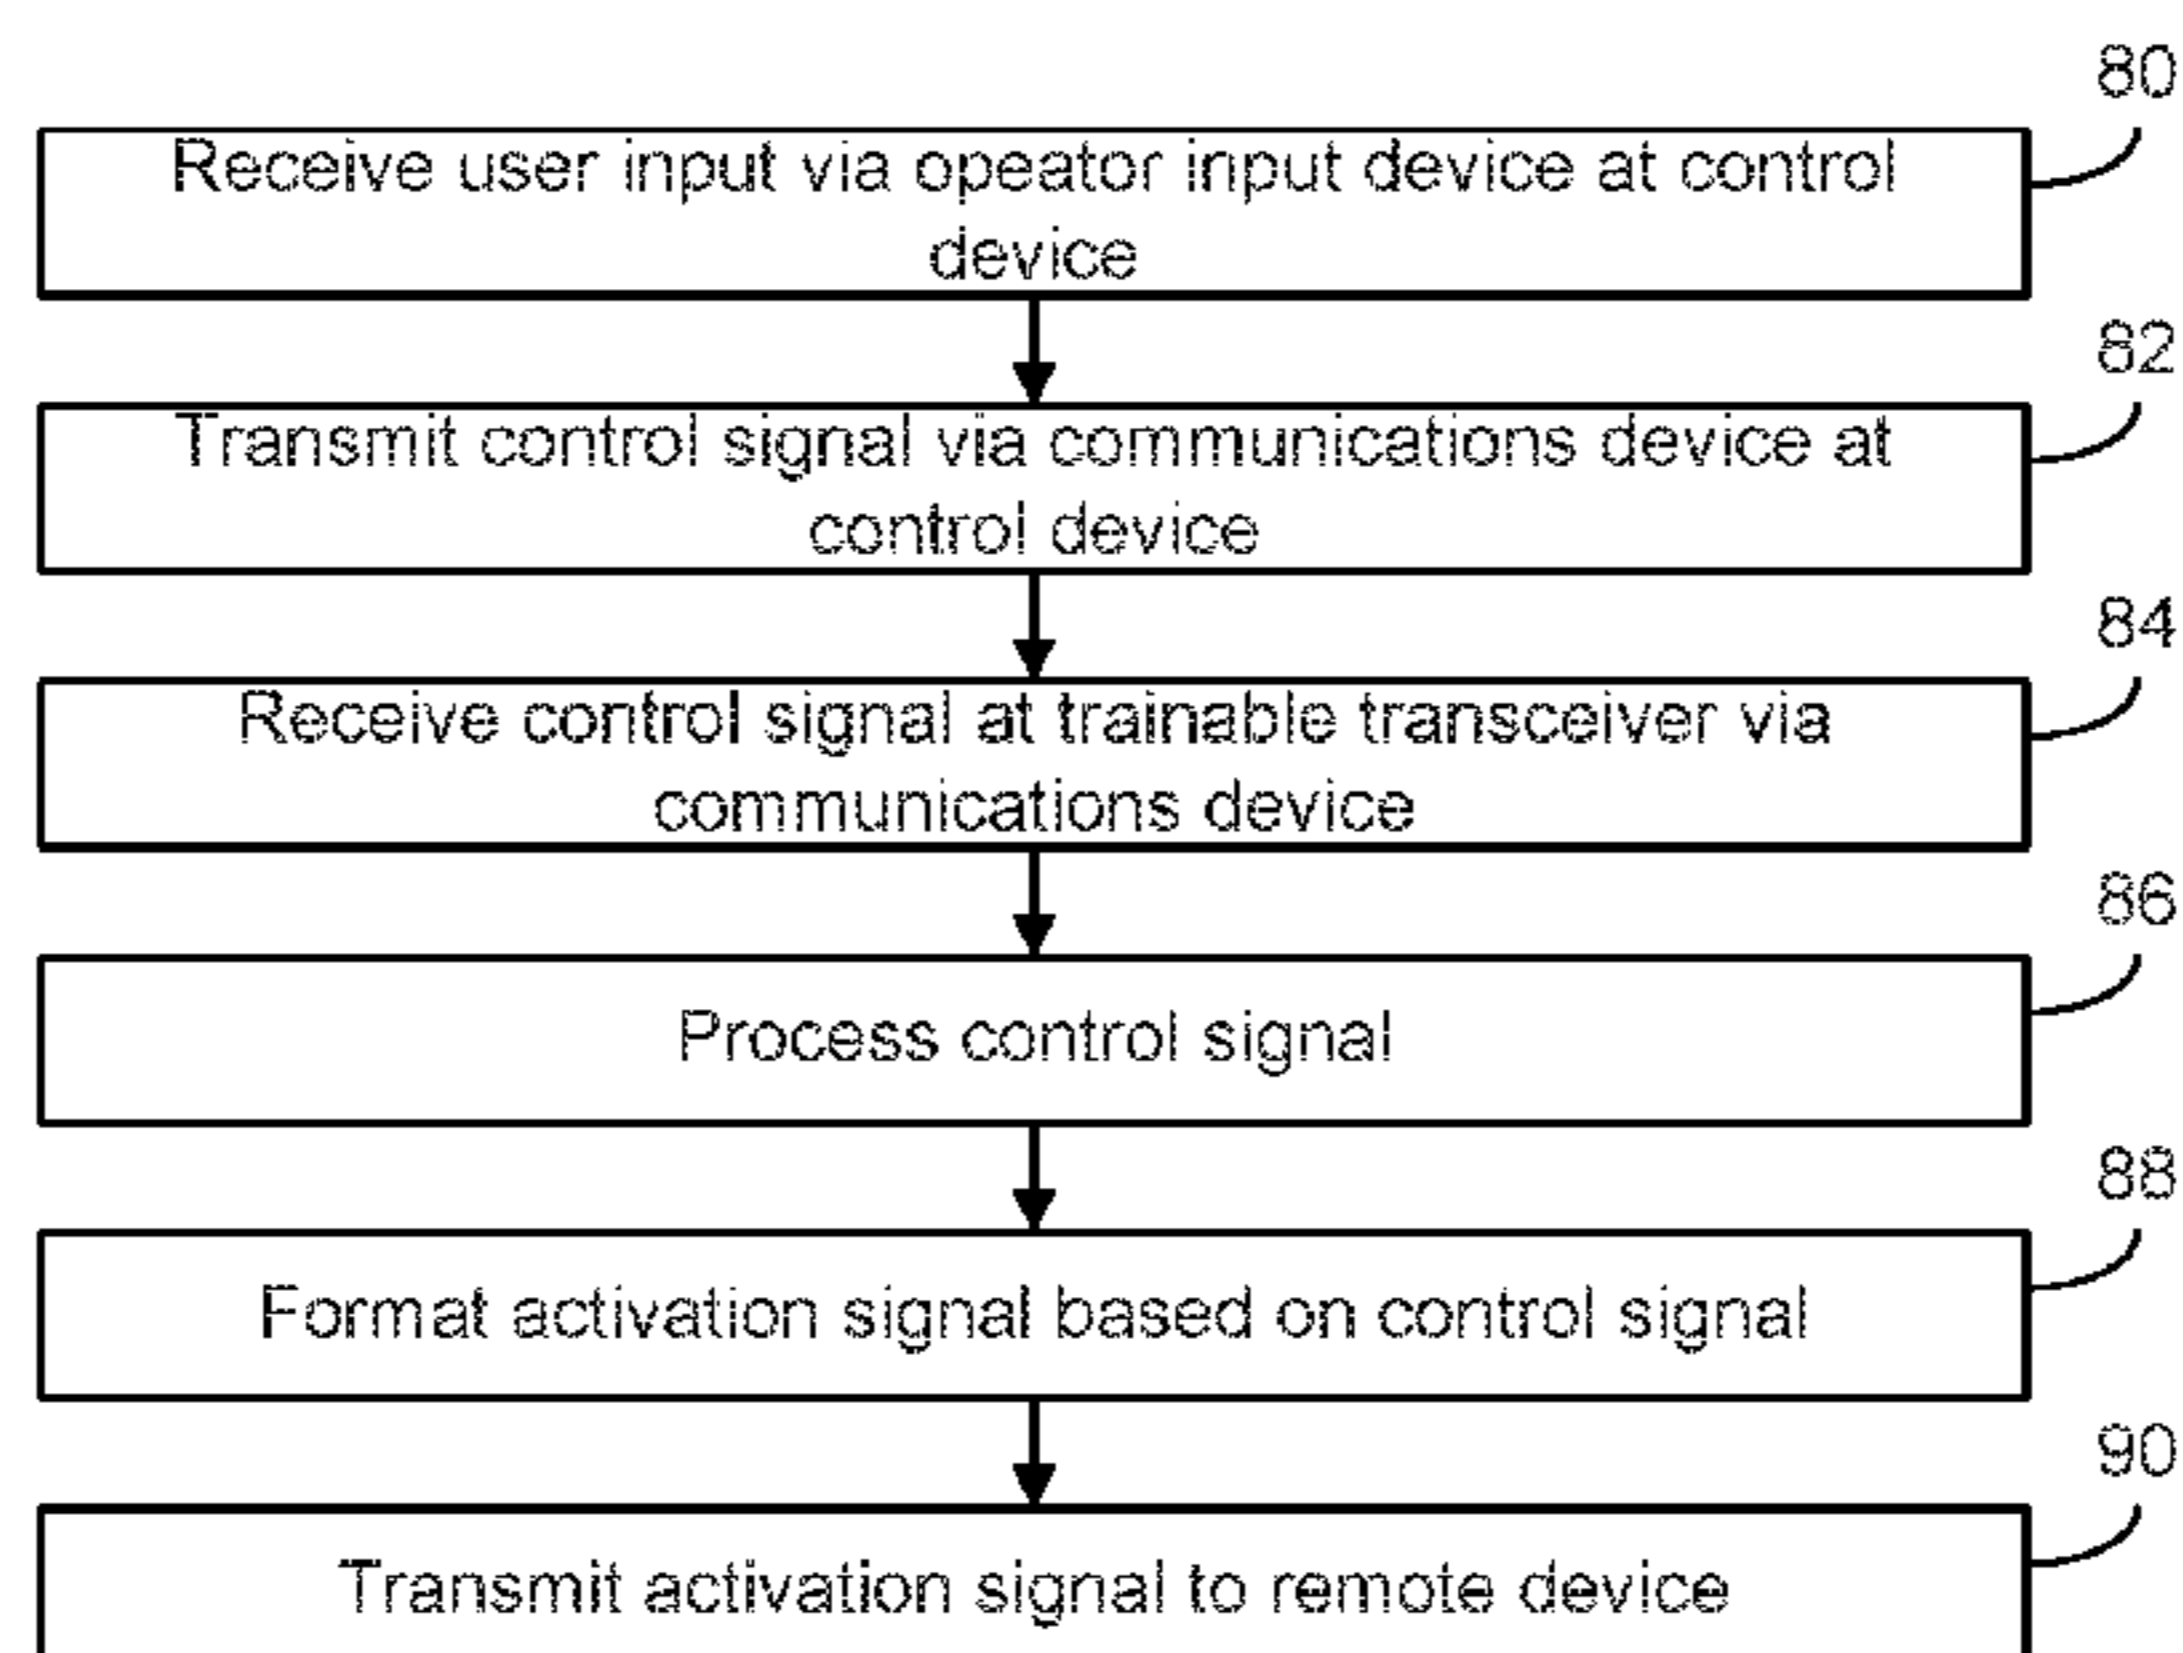 80
Receive user input via opeator input device at control
device
82
Transmit control signal via communications device at
control device
84
Receive control signal at trainable transceiver via
communications device
86
Process control signal
88
Format activation signal based on control signal
90
Transmit activation signal to remote device